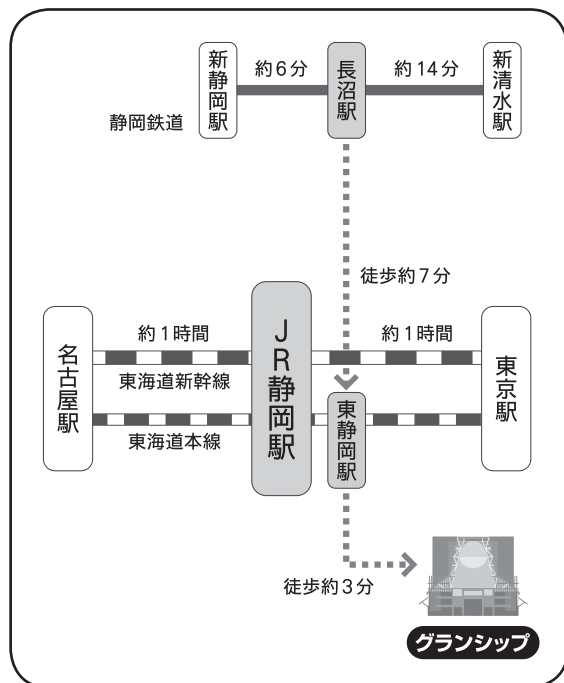 新静岡駅
約6分
長沼駅
約14分
新清水駅
静岡鉄道
徒歩約7分
名古屋駅
約1時間
東海道新幹線
東海道本線
JR静岡駅
約1時間
東静岡駅
東京駅
徒歩約3分
グランシップ